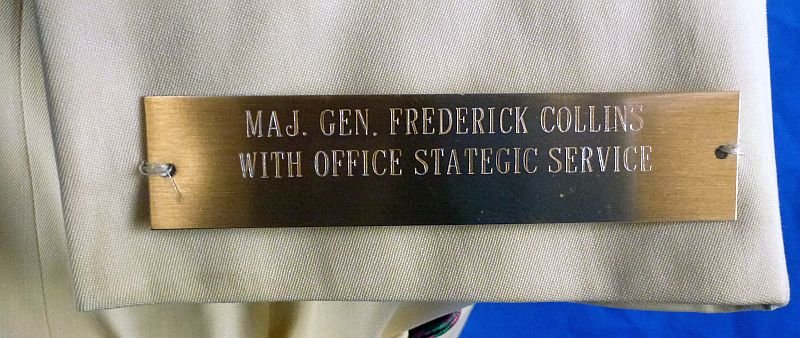 MAJ. GEN. FREDERICK COLLINS
WITH OFFICE STATEGIC SERVICE